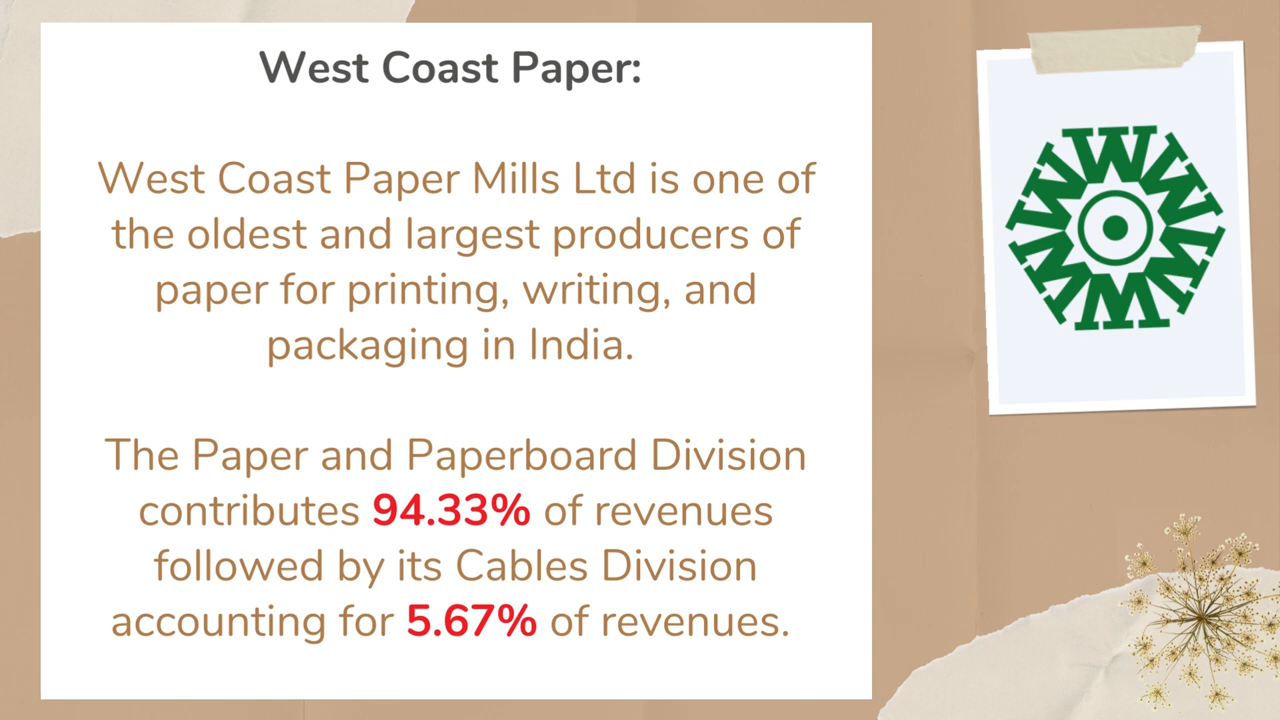 West Coast Paper:
West Coast Paper Mills Ltd is one of
the oldest and largest producers of
paper for printing, writing, and
packaging in India.
The Paper and Paperboard Division
contributes 94.33% of revenues
followed by its Cables Division
accounting for 5.67% of revenues.
W W W W W W